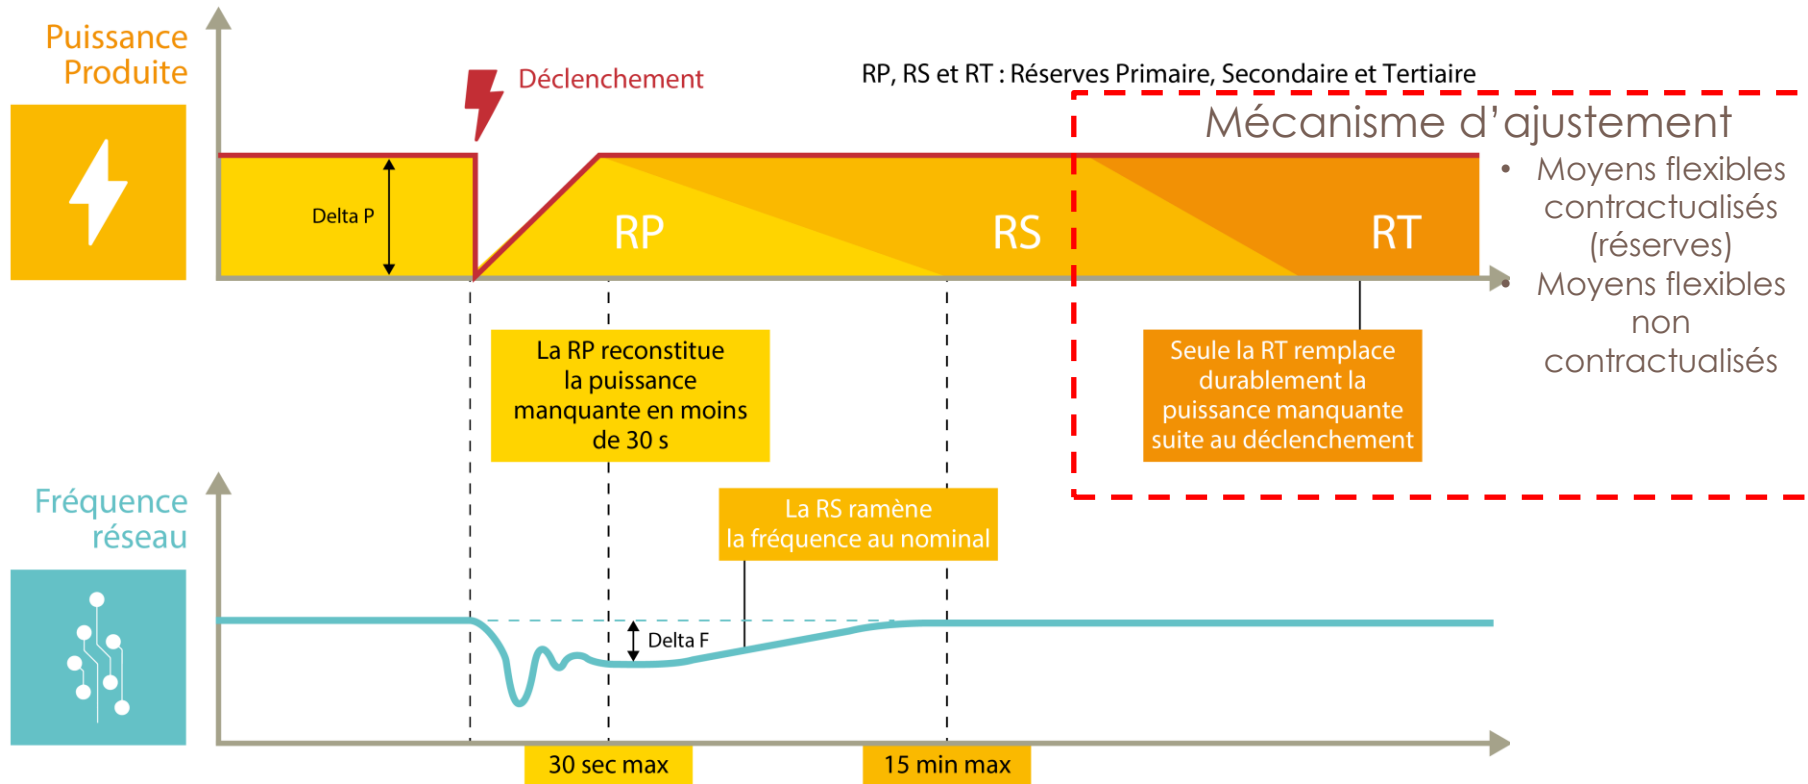 Puissance
Produite
Déclenchement
RP, RS et RT : Réserves Primaire, Secondaire et Tertiaire
Mécanisme d’ajustement
• Moyens flexibles
contractualisés
(réserves)
• Moyens flexibles
non
contractualisés
Delta P
RP
RS
RT
La RP reconstitue
la puissance
manquante en moins
de 30 s
Seule la RT remplace
durablement la
puissance manquante
suite au déclenchement
Fréquence
réseau
La RS ramène
la fréquence au nominal
Delta F
30 sec max
15 min max